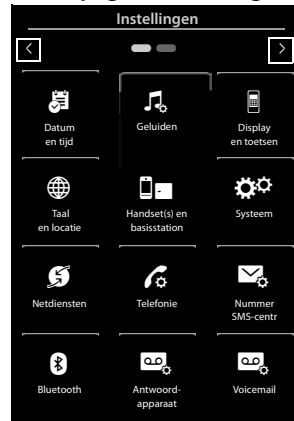 Instellingen
Datum
en tijd
Geluiden
Display
en toetsen
Taal
en locatie
Handset(s) en
basisstation
Systeem
Netdiensten
Telefonie
Nummer
SMS-centr
Bluetooth
Antwoord-
apparaat
Voicemail